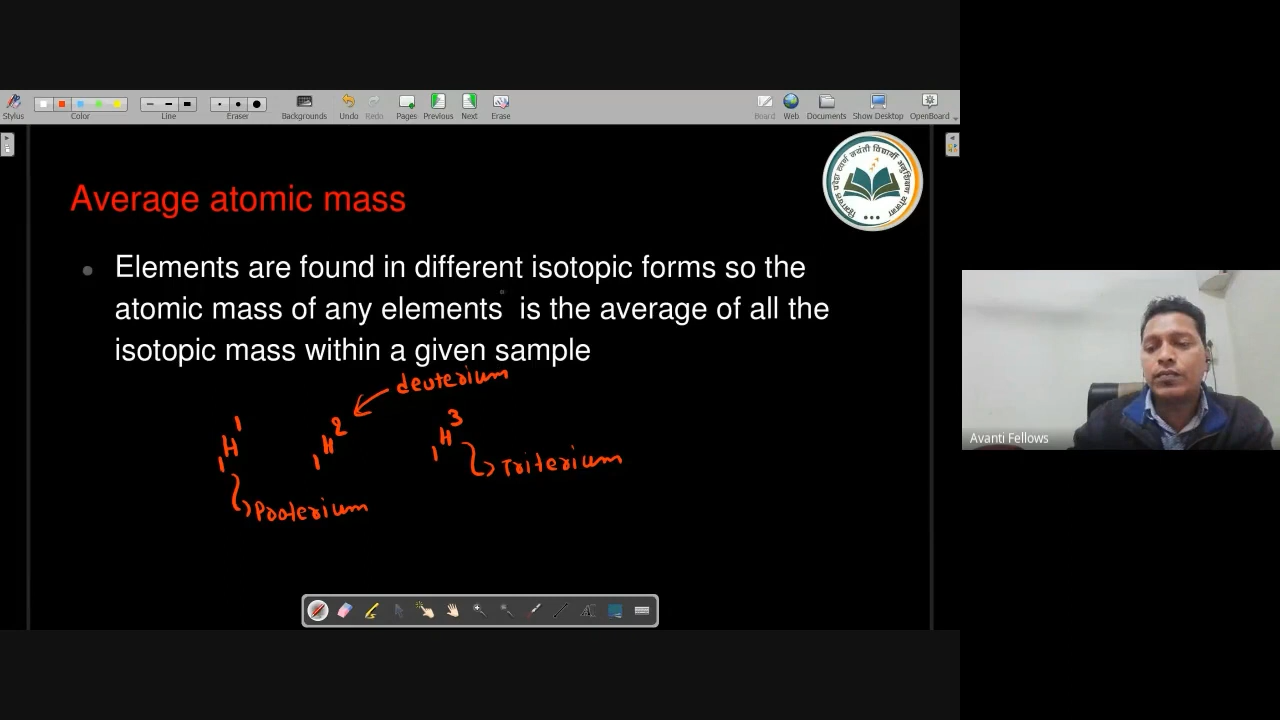 Stylus Color Line Eraser Backgrounds Undo Redo Pages Previous Next Erase Board Web Documents Show Desktop OpenBoard
Average atomic mass
Elements are found in different isotopic forms so the
atomic mass of any elements is the average of all the
isotopic mass within a given sample
deuterium
1H1 1H2 1H3
Triterium
Proterium
Avanti Fellows